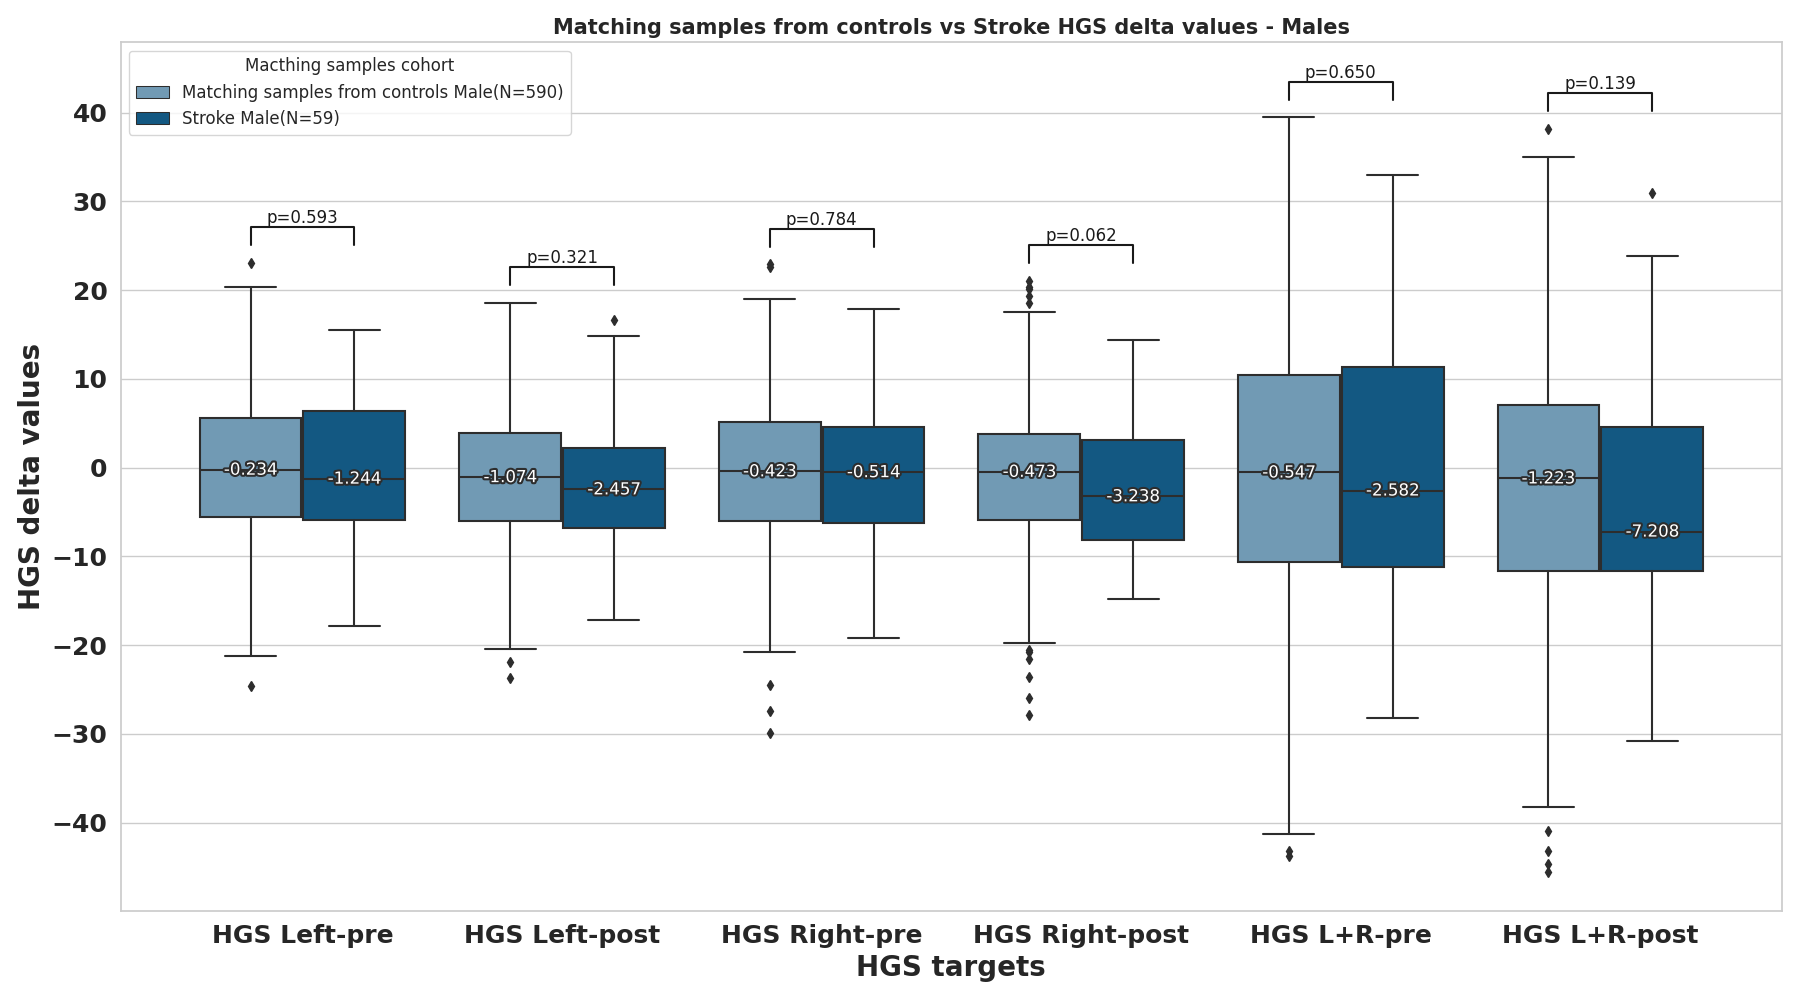 Matching samples from controls vs Stroke HGS delta values - Males
Macthing samples cohort
Matching samples from controls Male(N=590)
Stroke Male(N=59)
p=0.650
p=0.139
p=0.593
p=0.784
p=0.062
p=0.321
HGS delta values
40
30
20
10
0
−10
−20
−30
−40
-0.234
-1.244
-1.074
-2.457
-0.423
-0.514
-0.473
-3.238
-0.547
-2.582
-1.223
-7.208
HGS Left-pre
HGS Left-post
HGS Right-pre
HGS Right-post
HGS L+R-pre
HGS L+R-post
HGS targets